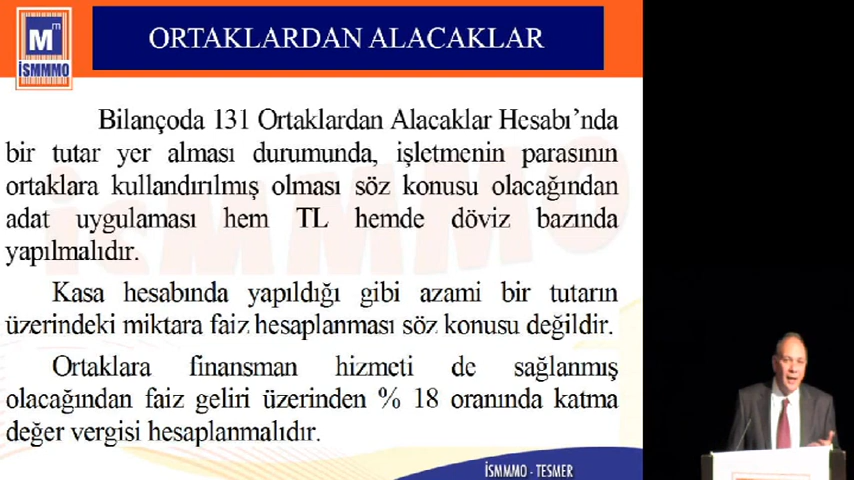 M m
İSMMMO
ORTAKLARDAN ALACAKLAR
Bilançoda 131 Ortaklardan Alacaklar Hesabı’nda
bir tutar yer alması durumunda, işletmenin parasının
ortaklara kullandırılmış olması söz konusu olacağından
adat uygulaması hem TL hemde döviz bazında
yapılmalıdır.
Kasa hesabında yapıldığı gibi azami bir tutarın
üzerindeki miktara faiz hesaplanması söz konusu değildir.
Ortaklara finansman hizmeti de sağlanmış
olacağından faiz geliri üzerinden % 18 oranında katma
değer vergisi hesaplanmalıdır.
İSMMMO - TESMER